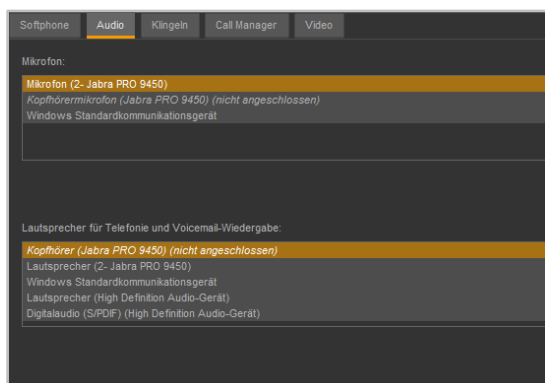 Softphone Audio Klingeln Call Manager Video
Mikrofon:
Mikrofon (2- Jabra PRO 9450)
Kopfhörermikrofon (Jabra PRO 9450) (nicht angeschlossen)
Windows Standardkommunikationsgerät
Lautsprecher für Telefonie und Voicemail-Wiedergabe:
Kopfhörer (Jabra PRO 9450) (nicht angeschlossen)
Lautsprecher (2- Jabra PRO 9450)
Windows Standardkommunikationsgerät
Lautsprecher (High Definition Audio-Gerät)
Digitalaudio (S/PDIF) (High Definition Audio-Gerät)